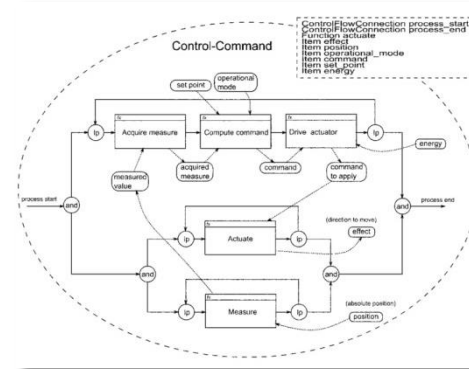 ControlFlowConnection process_start
ControlFlowConnection process_end
Function actuate
Item effect
Item position
Item operational_mode
Item command
Item set_point
Item energy
Control-Command
set point
operational
mode
lp
Acquire measure
Compute command
Drive actuator
lp
measured
value
acquired
measure
command
command
to apply
energy
process start
and
and
process end
lp
Actuate
lp
(direction to move)
effect
and
and
lp
Measure
lp
(absolute position)
position